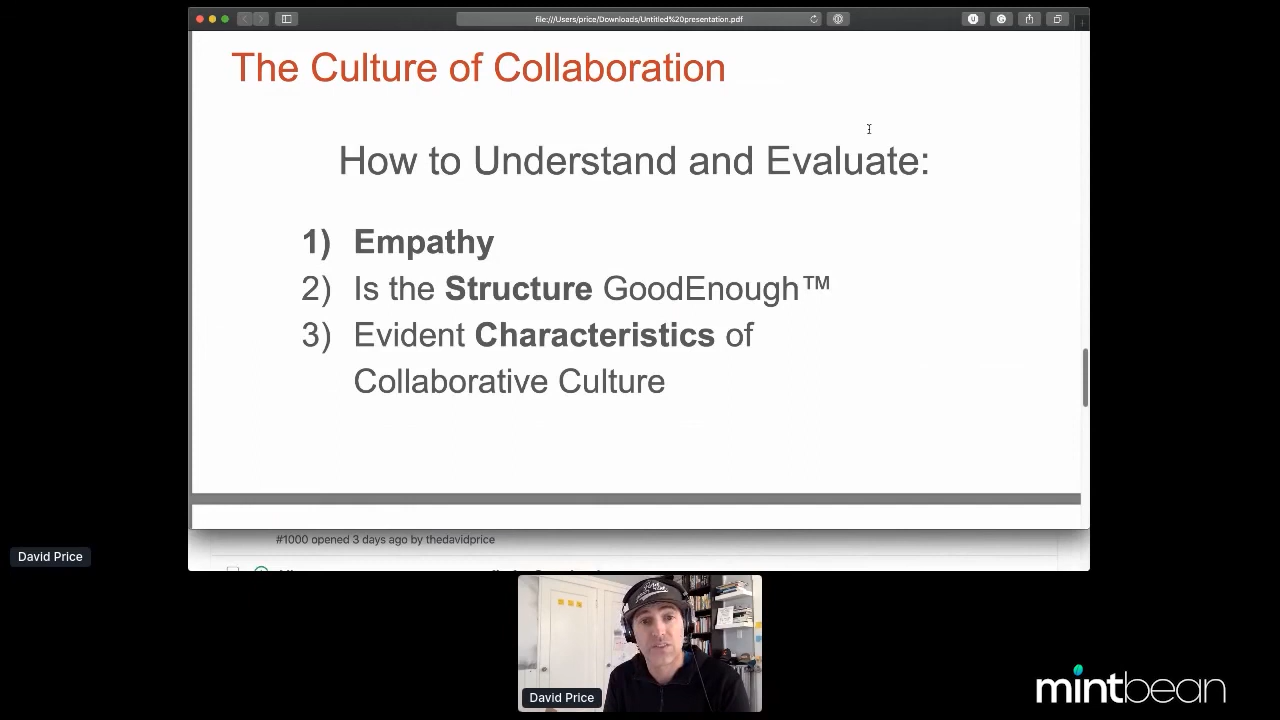 file:///Users/price/Downloads/Untitled%20presentation.pdf
The Culture of Collaboration
How to Understand and Evaluate:
1) Empathy
2) Is the Structure GoodEnough™
3) Evident Characteristics of
Collaborative Culture
#1000 opened 3 days ago by thedavidprice
David Price
David Price
mintbean